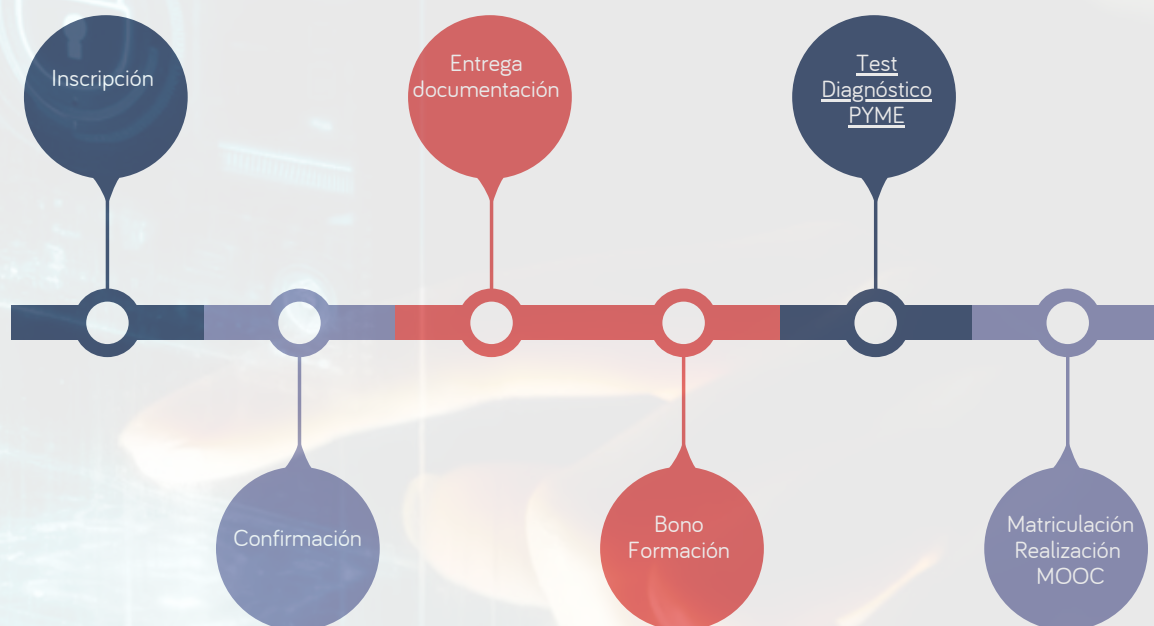 Inscripción
Confirmación
Entrega
documentación
Bono
Formación
Test
Diagnóstico
PYME
Matriculación
Realización
MOOC